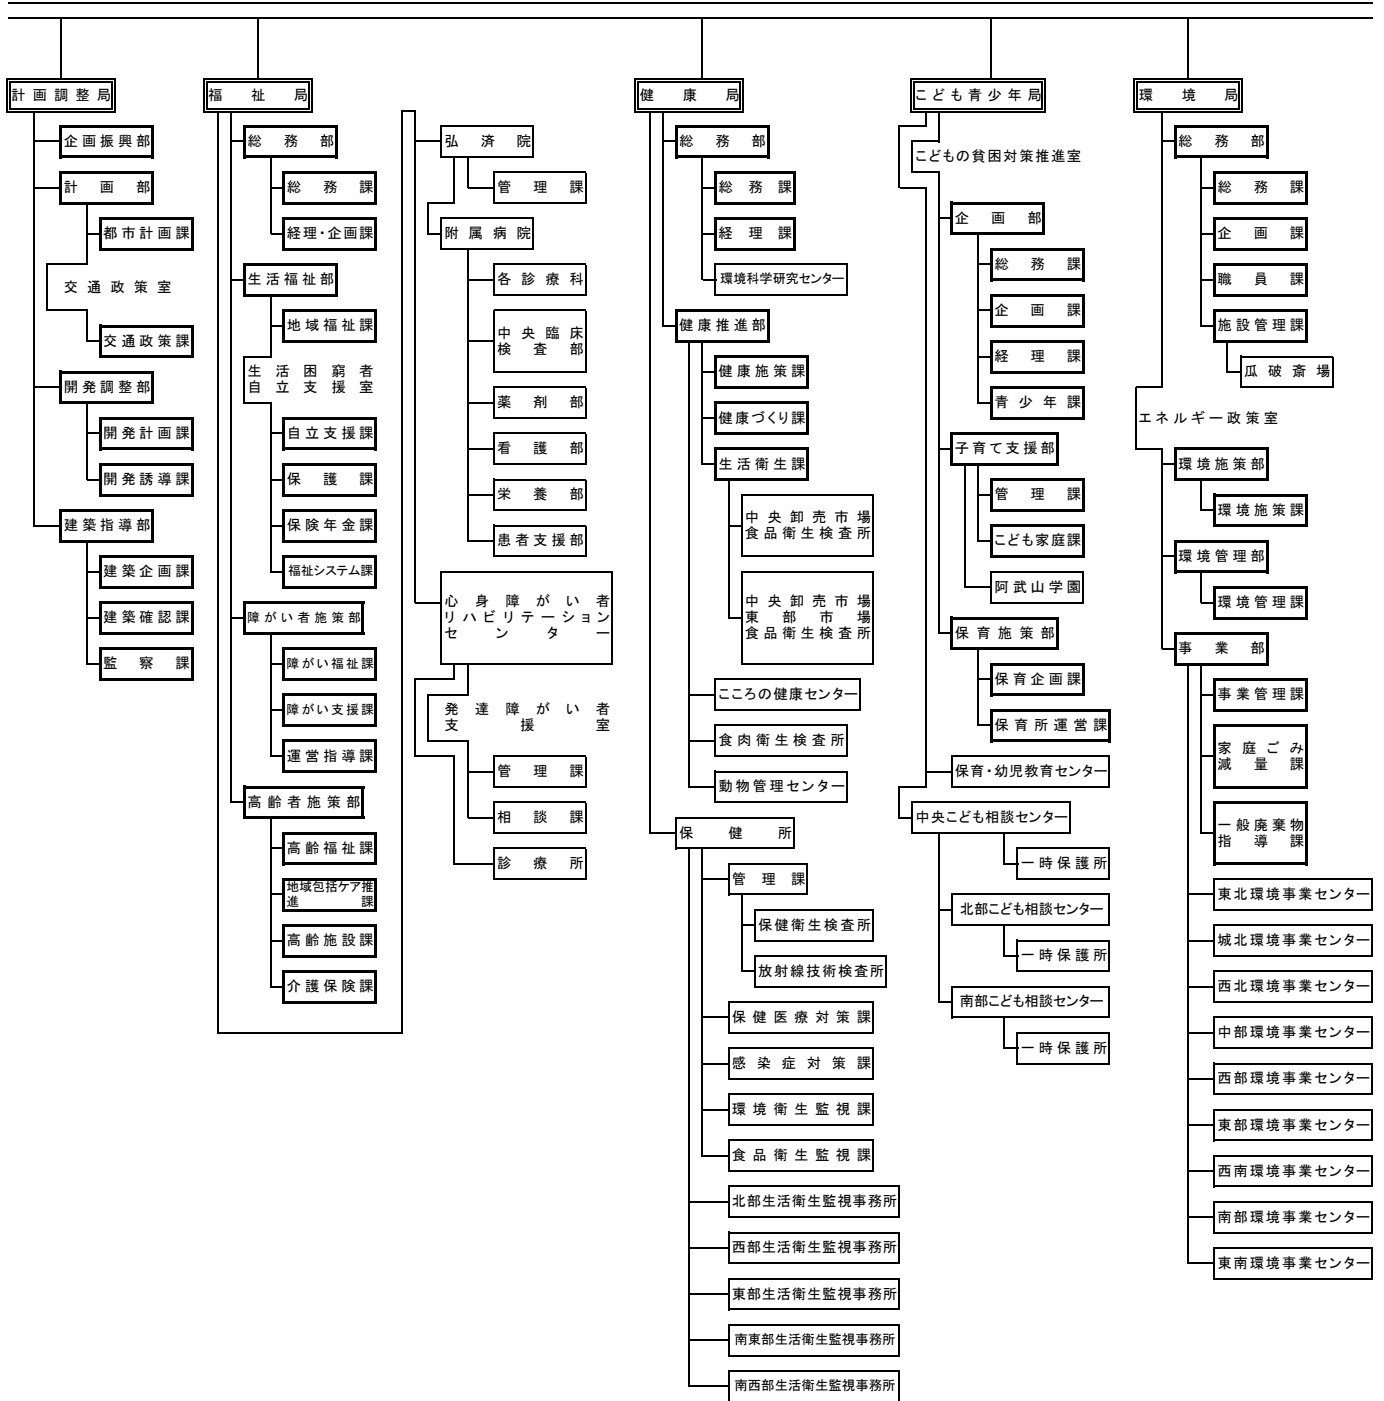 計画調整局
企画振興部
計画部
都市計画課
交通政策室
交通政策課
開発調整部
開発計画課
開発誘導課
建築指導部
建築企画課
建築確認課
監察課
福祉局
総務部
総務課
経理・企画課
生活福祉部
地域福祉課
生活困窮者
自立支援室
自立支援課
保護課
保険年金課
福祉システム課
障がい者施策部
障がい福祉課
障がい支援課
運営指導課
高齢者施策部
高齢福祉課
地域包括ケア推
進課
高齢施設課
介護保険課
弘済院
管理課
附属病院
各診療科
中央臨床
検査部
薬剤部
看護部
栄養部
患者支援部
心身障がい者
リハビリテーション
センター
発達障がい者
支援室
管理課
相談課
診療所
健康局
総務部
総務課
経理課
環境科学研究センター
健康推進部
健康施策課
健康づくり課
生活衛生課
中央卸売市場
食品衛生検査所
中央卸売市場
東部市場
食品衛生検査所
こころの健康センター
食肉衛生検査所
動物管理センター
保健所
管理課
保健衛生検査所
放射線技術検査所
保健医療対策課
感染症対策課
環境衛生監視課
食品衛生監視課
北部生活衛生監視事務所
西部生活衛生監視事務所
東部生活衛生監視事務所
南東部生活衛生監視事務所
南西部生活衛生監視事務所
こども青少年局
こどもの貧困対策推進室
企画部
総務課
企画課
経理課
青少年課
子育て支援部
管理課
こども家庭課
阿武山学園
保育施策部
保育企画課
保育所運営課
保育・幼児教育センター
中央こども相談センター
一時保護所
北部こども相談センター
一時保護所
南部こども相談センター
一時保護所
環境局
総務部
総務課
企画課
職員課
施設管理課
瓜破斎場
エネルギー政策室
環境施策部
環境施策課
環境管理部
環境管理課
事業部
事業管理課
家庭ごみ
減量課
一般廃棄物
指導課
東北環境事業センター
城北環境事業センター
西北環境事業センター
中部環境事業センター
西部環境事業センター
東部環境事業センター
西南環境事業センター
南部環境事業センター
東南環境事業センター